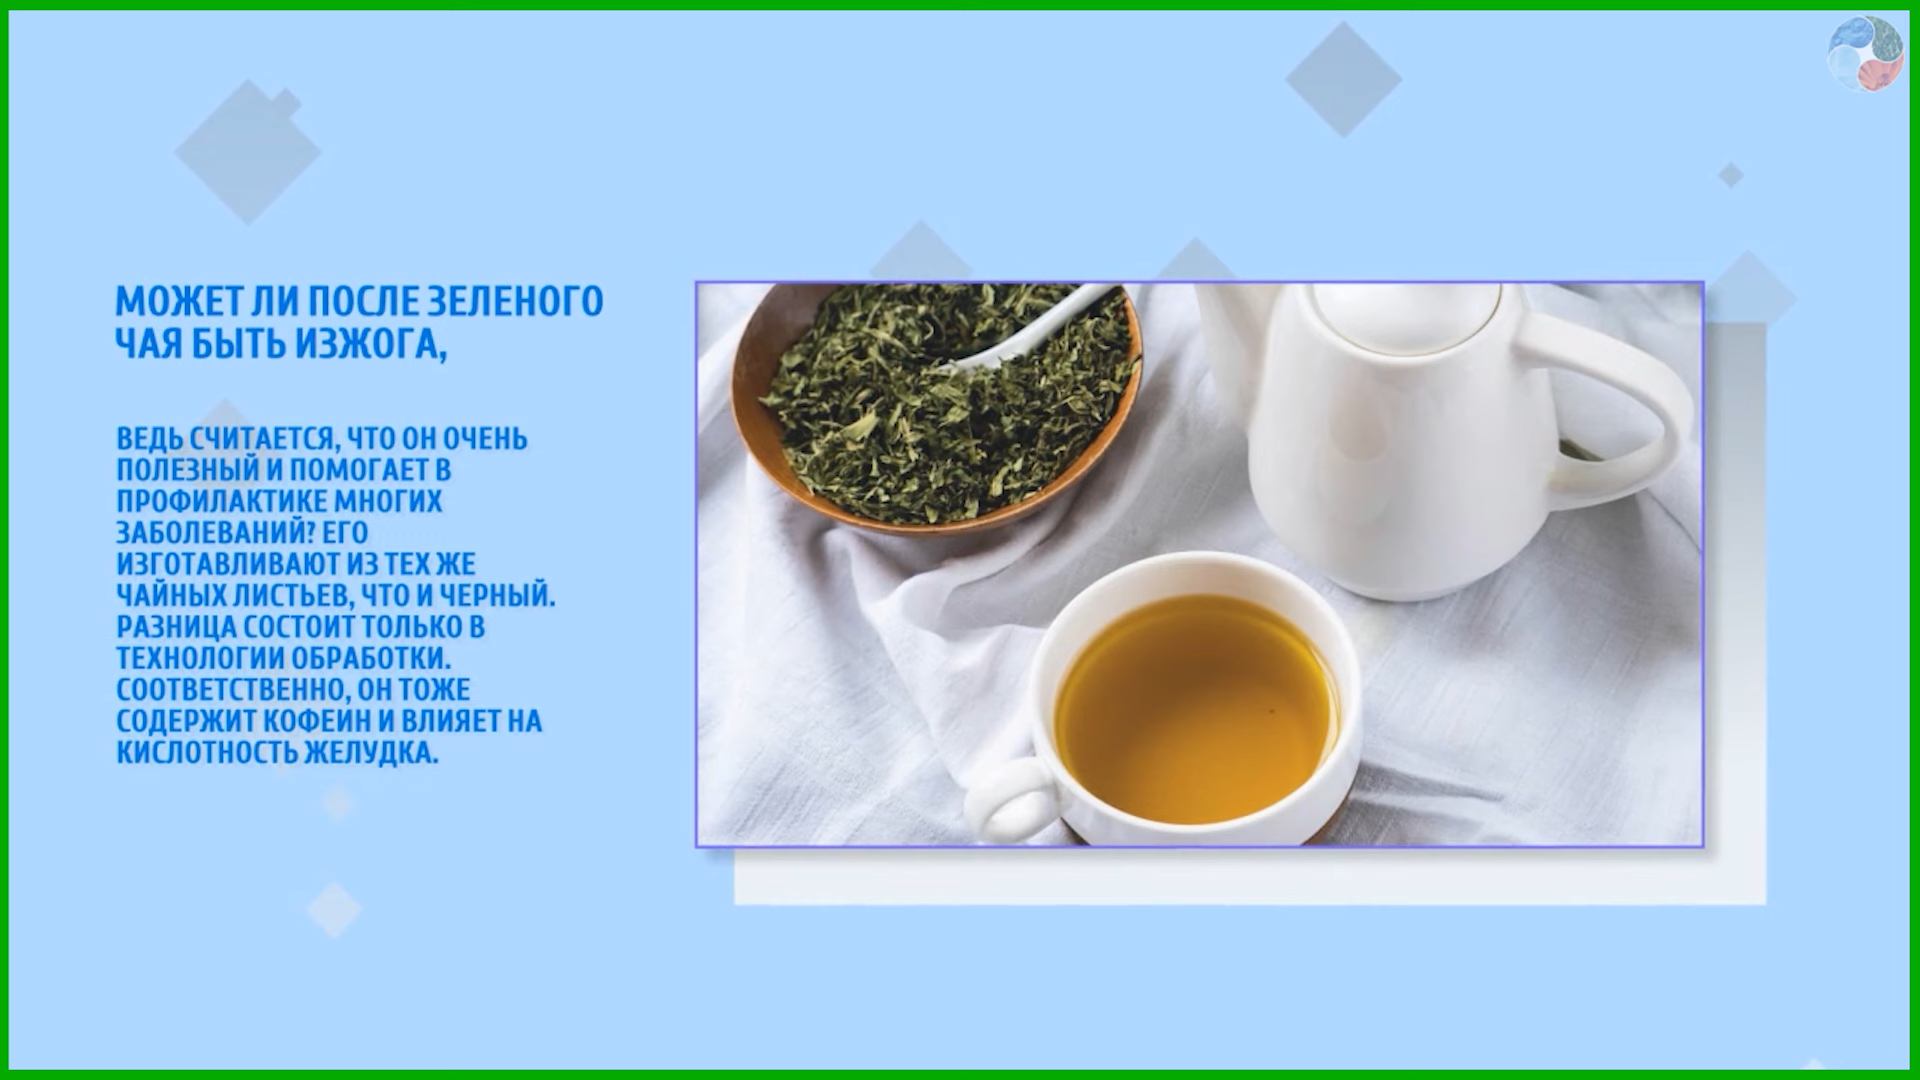 МОЖЕТ ЛИ ПОСЛЕ ЗЕЛЕНОГО
ЧАЯ БЫТЬ ИЗЖОГА,
ВЕДЬ СЧИТАЕТСЯ, ЧТО ОН ОЧЕНЬ
ПОЛЕЗНЫЙ И ПОМОГАЕТ В
ПРОФИЛАКТИКЕ МНОГИХ
ЗАБОЛЕВАНИЙ? ЕГО
ИЗГОТАВЛИВАЮТ ИЗ ТЕХ ЖЕ
ЧАЙНЫХ ЛИСТЬЕВ, ЧТО И ЧЕРНЫЙ.
РАЗНИЦА СОСТОИТ ТОЛЬКО В
ТЕХНОЛОГИИ ОБРАБОТКИ.
СООТВЕТСТВЕННО, ОН ТОЖЕ
СОДЕРЖИТ КОФЕИН И ВЛИЯЕТ НА
КИСЛОТНОСТЬ ЖЕЛУДКА.